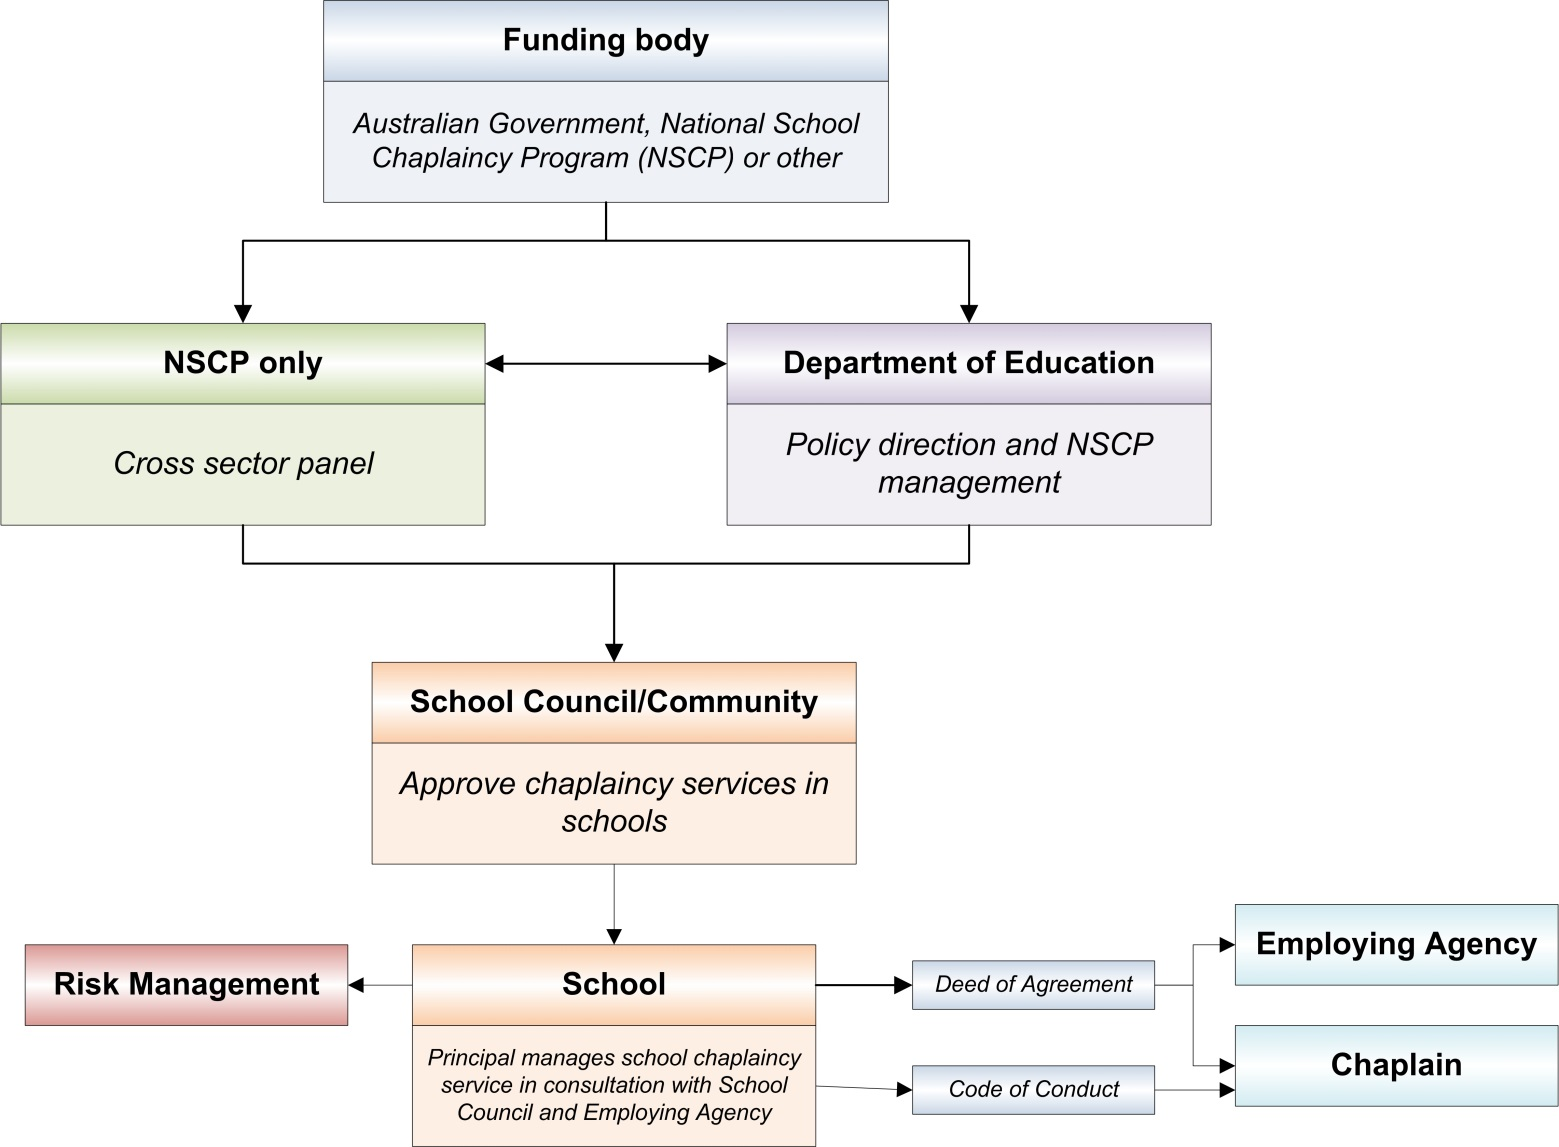 Funding body
Australian Government, National School
Chaplaincy Program (NSCP) or other
NSCP only
Cross sector panel
Department of Education
Policy direction and NSCP
management
School Council/Community
Approve chaplaincy services in
schools
Risk Management
School
Principal manages school chaplaincy
service in consultation with School
Council and Employing Agency
Deed of Agreement
Code of Conduct
Employing Agency
Chaplain